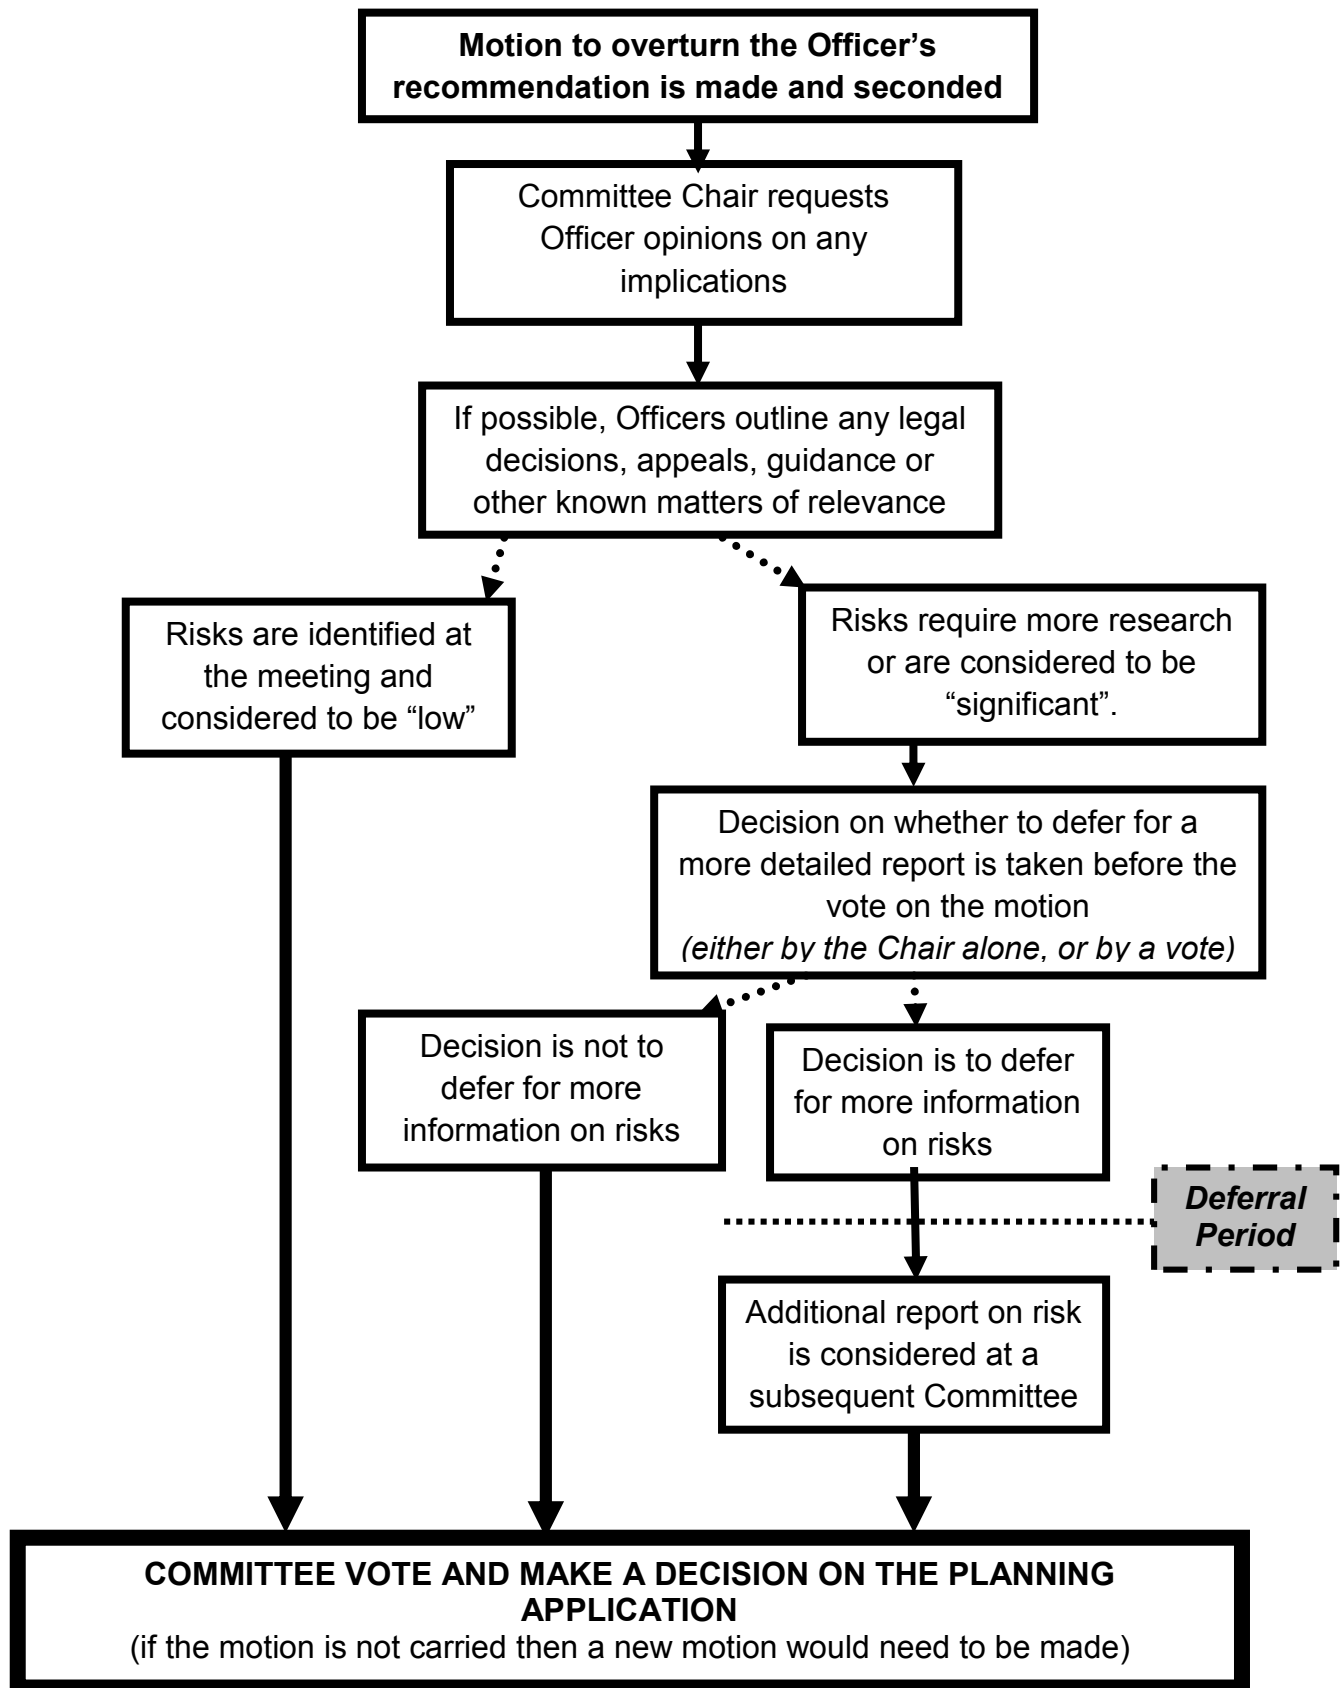 Motion to overturn the Officer’s
recommendation is made and seconded
Committee Chair requests
Officer opinions on any
implications
If possible, Officers outline any legal
decisions, appeals, guidance or
other known matters of relevance
Risks are identified at
the meeting and
considered to be “low”
Risks require more research
or are considered to be
“significant”.
Decision on whether to defer for a
more detailed report is taken before the
vote on the motion
(either by the Chair alone, or by a vote)
Decision is not to
defer for more
information on risks
Decision is to defer
for more information
on risks
Deferral
Period
Additional report on risk
is considered at a
subsequent Committee
COMMITTEE VOTE AND MAKE A DECISION ON THE PLANNING
APPLICATION
(if the motion is not carried then a new motion would need to be made)